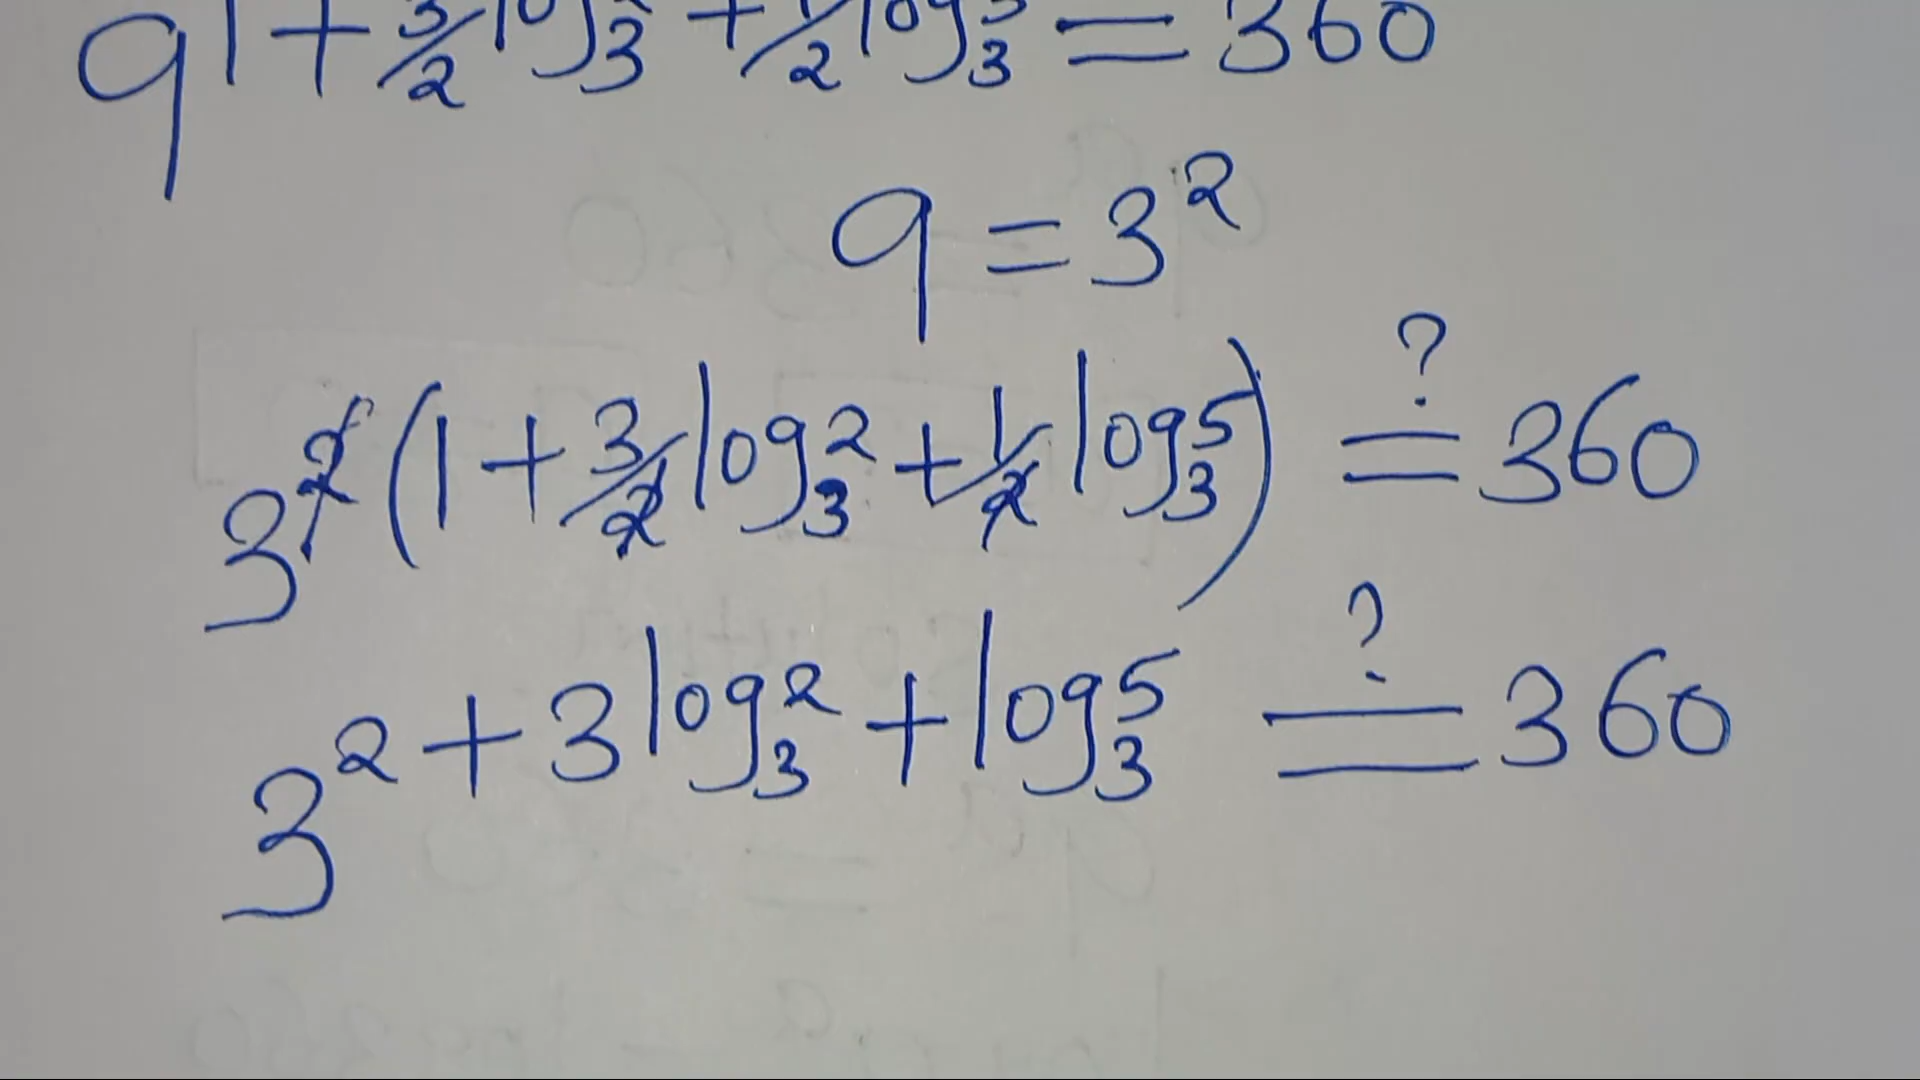 9^{1 + 3/2 log_3 2 + 1/2 log_3 5} = 360
9 = 3^2
3^{2(1 + 3/2 log_3 2 + 1/2 log_3 5)} ?= 360
3^{2 + 3 log_3 2 + log_3 5} ?= 360